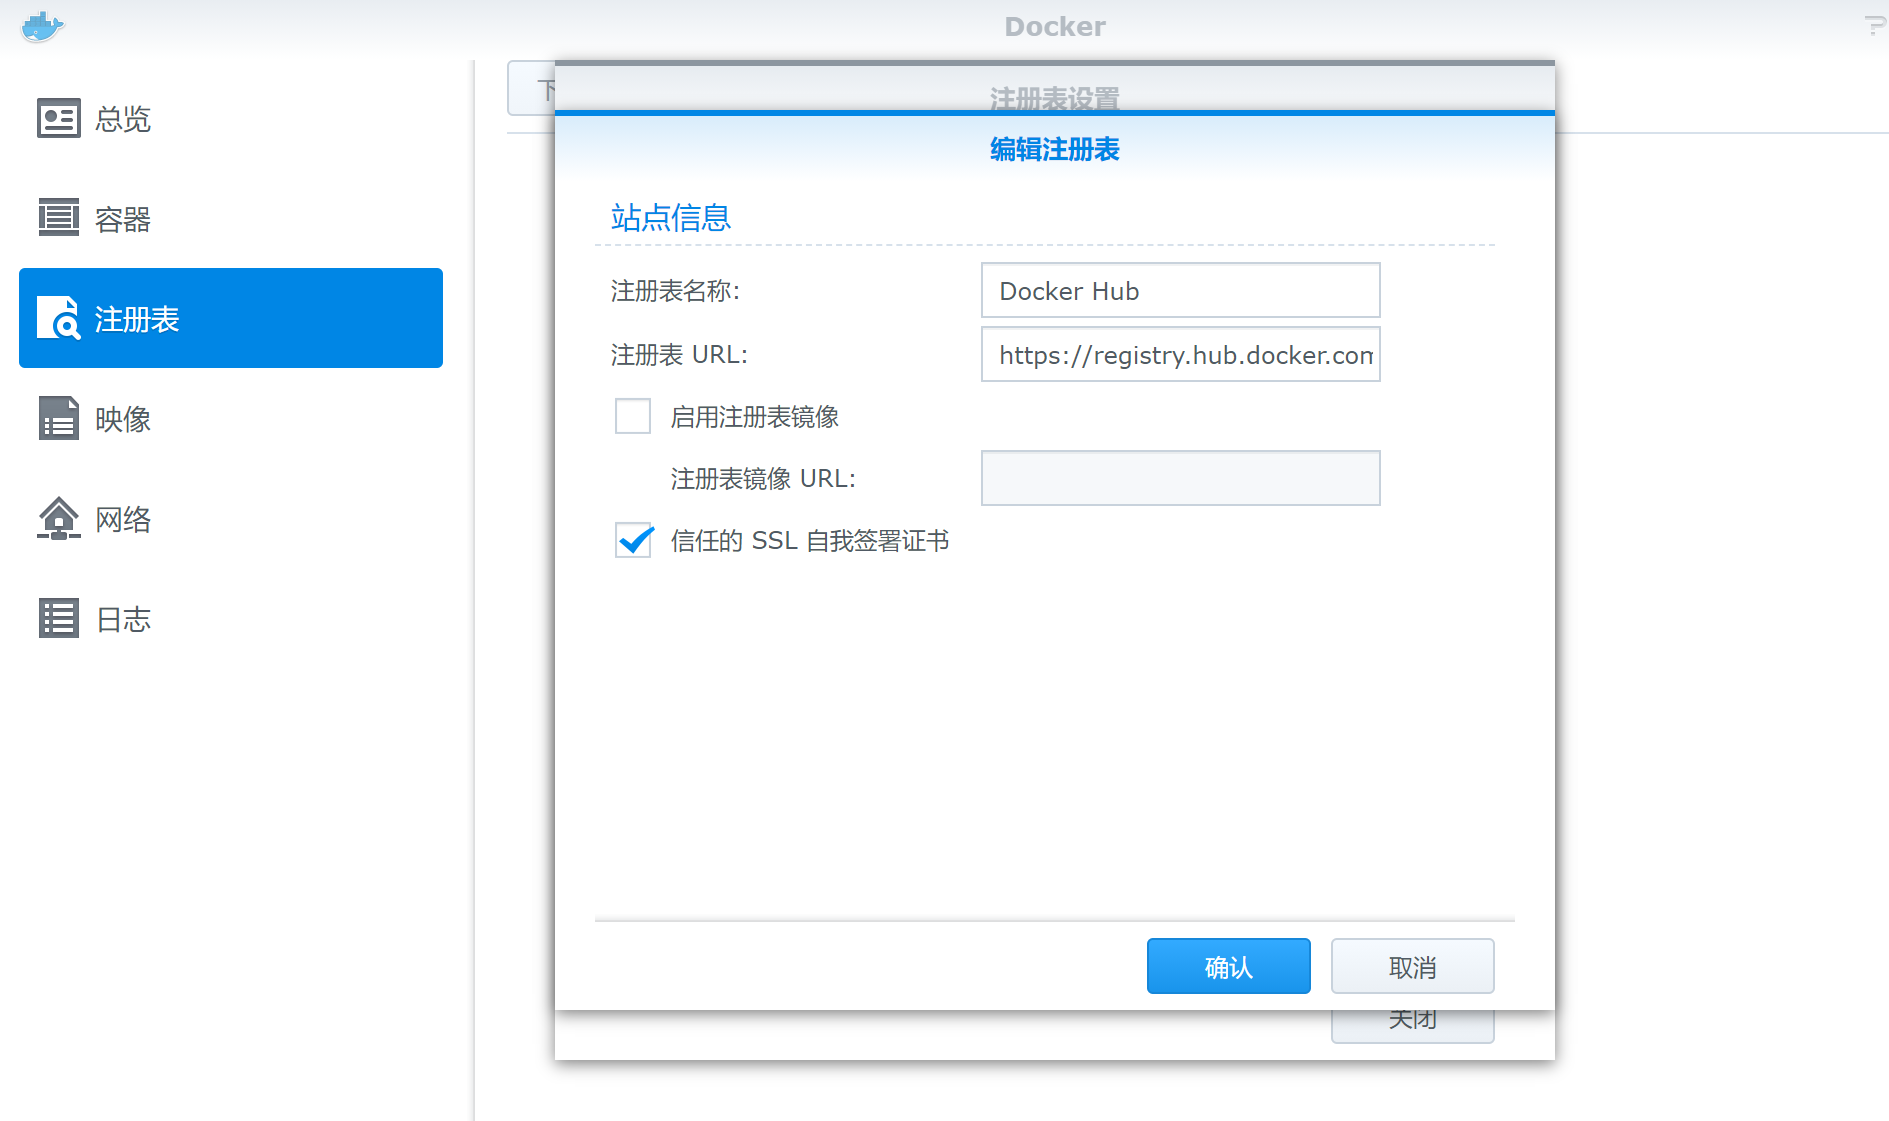 Docker
总览
容器
注册表
映像
网络
日志
下
注册表设置
编辑注册表
站点信息
注册表名称:
Docker Hub
注册表 URL:
https://registry.hub.docker.com
启用注册表镜像
注册表镜像 URL:
信任的 SSL 自我签署证书
确认
取消
关闭